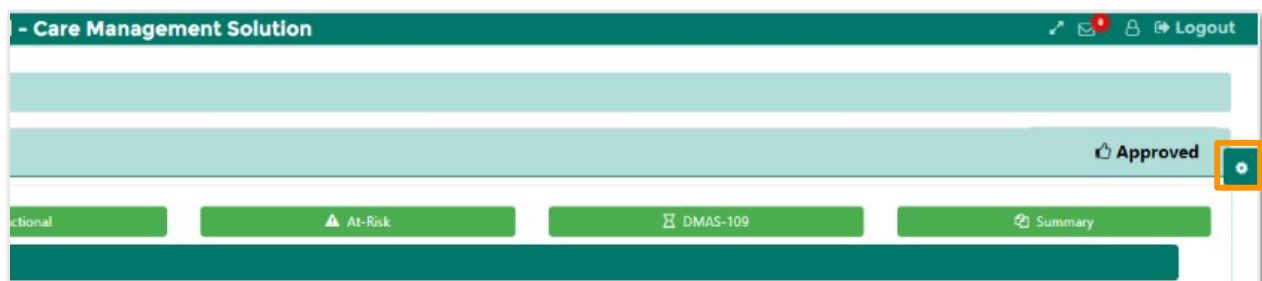 - Care Management Solution
Logout
Approved
ctional
At-Risk
DMAS-109
Summary